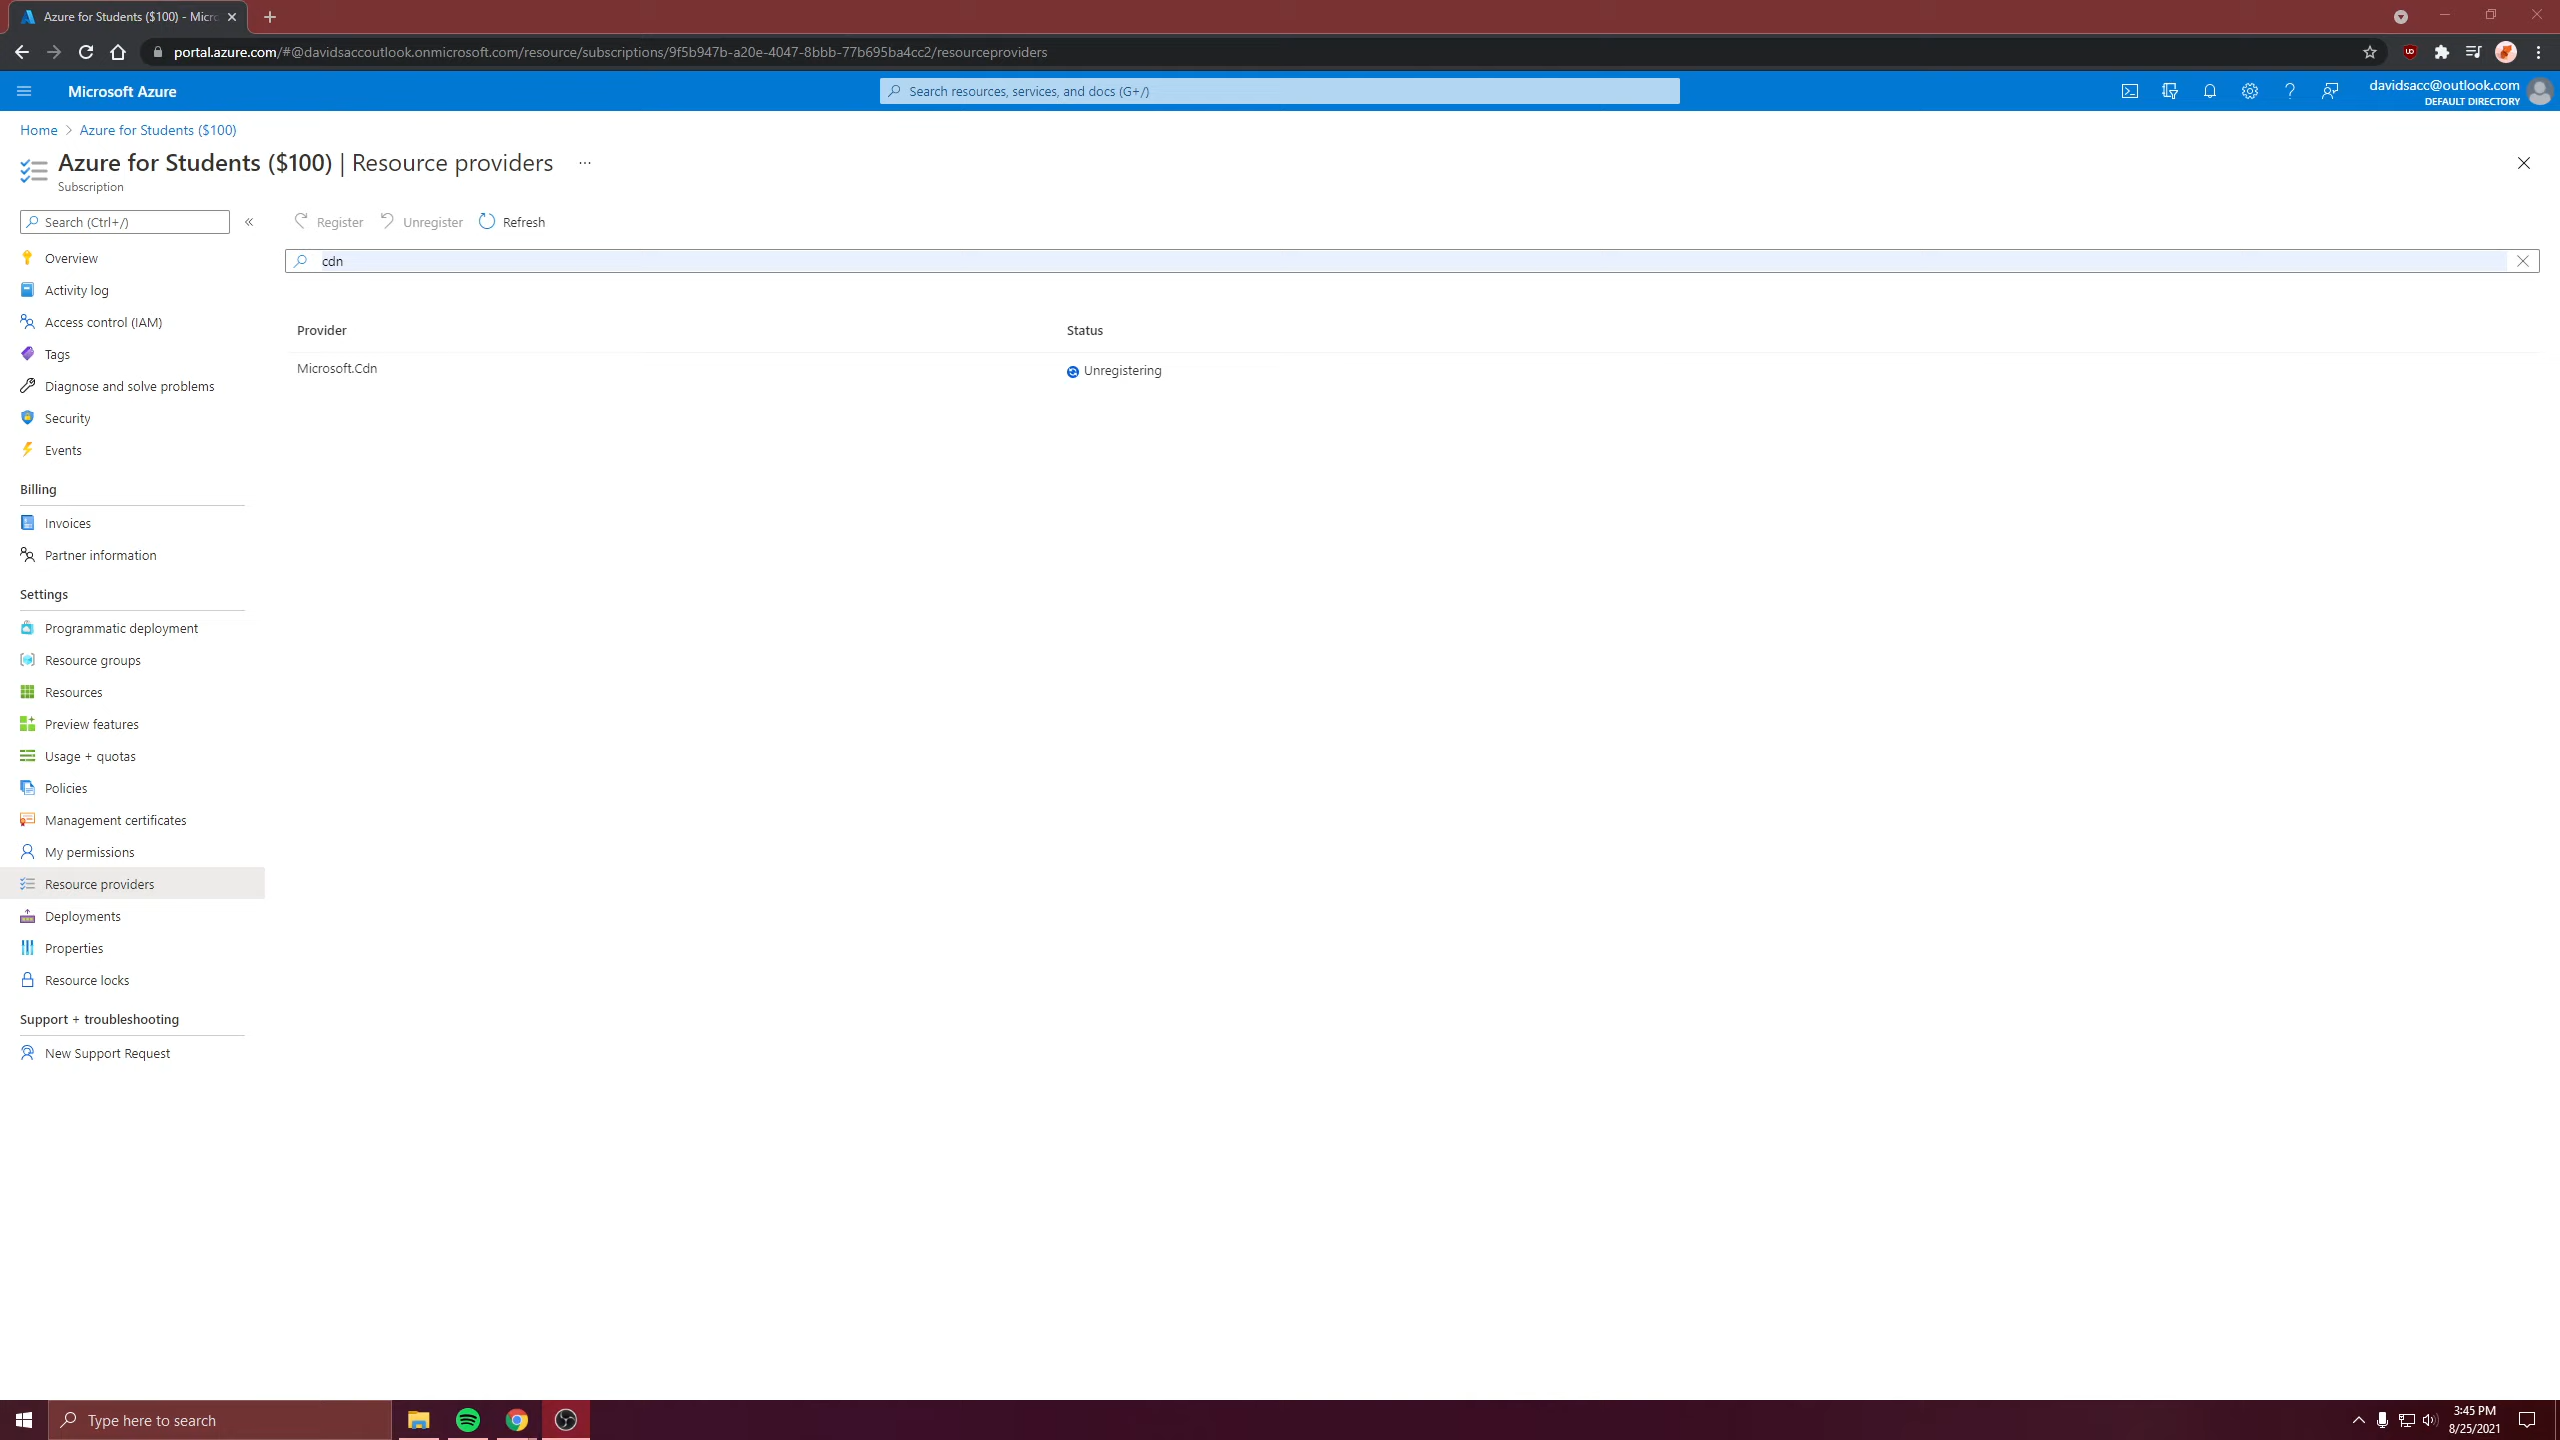 Azure for Students ($100) - Micro
portal.azure.com/#@davidsaccoutlook.onmicrosoft.com/resource/subscriptions/9f5b947b-a20e-4047-8bbb-77b695ba4cc2/resourceproviders
Microsoft Azure
Search resources, services, and docs (G+/)
davidsacc@outlook.com
DEFAULT DIRECTORY
Home > Azure for Students ($100)
Azure for Students ($100) | Resource providers ...
Subscription
Search (Ctrl+/)
«
Register
Unregister
Refresh
cdn
Overview
Activity log
Access control (IAM)
Tags
Diagnose and solve problems
Security
Events
Billing
Invoices
Partner information
Settings
Programmatic deployment
Resource groups
Resources
Preview features
Usage + quotas
Policies
Management certificates
My permissions
Resource providers
Deployments
Properties
Resource locks
Support + troubleshooting
New Support Request
Provider
Status
Microsoft.Cdn
Unregistering
Type here to search
3:45 PM
8/25/2021